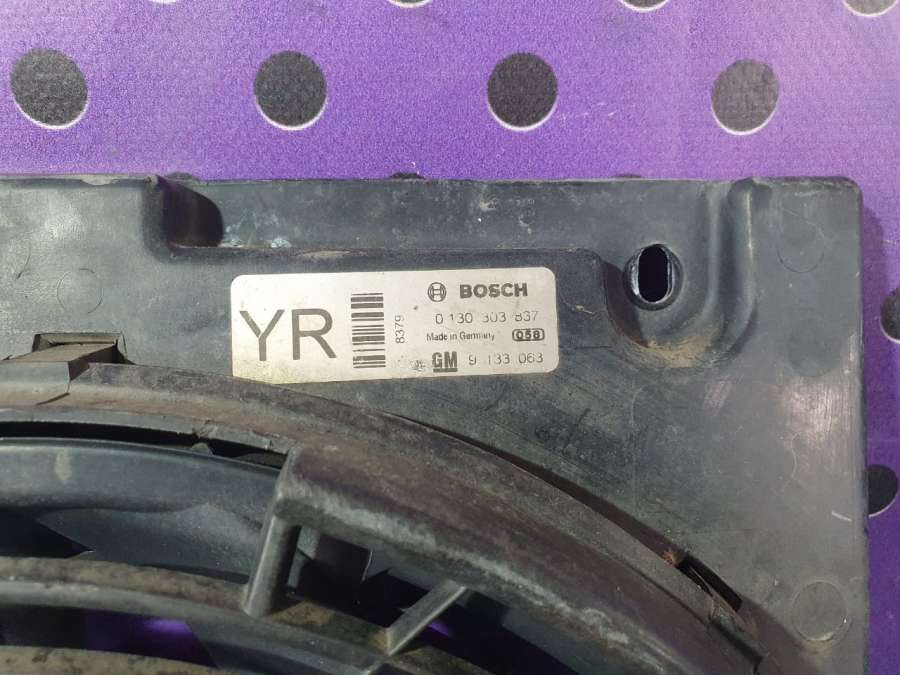 YR
8379
BOSCH
0 130 303 837
Made in Germany 058
GM 9 133 063